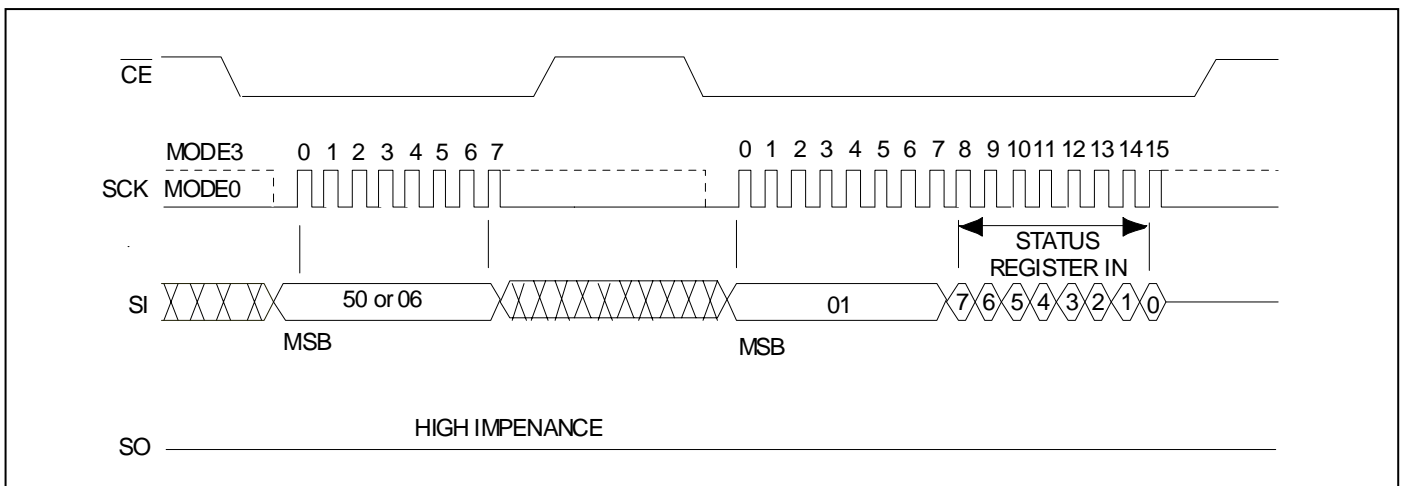 CE
MODE3 0 1 2 3 4 5 6 7 0 1 2 3 4 5 6 7 8 9 10 11 12 13 14 15
SCK MODE0
STATUS
REGISTER IN
SI 50 or 06 01 7 6 5 4 3 2 1 0
MSB MSB
HIGH IMPENANCE
SO